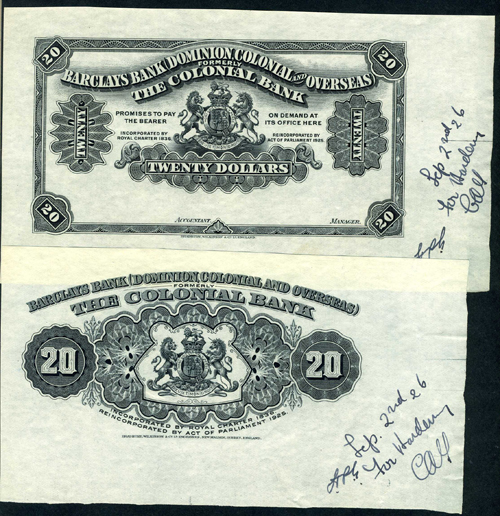 20 20
BARCLAYS BANK (DOMINION COLONIAL AND OVERSEAS)
FORMERLY
THE COLONIAL BANK
PROMISES TO PAY THE BEARER
ON DEMAND AT ITS OFFICE HERE
INCORPORATED BY ROYAL CHARTER 1836.
REINCORPORATED BY ACT OF PARLIAMENT 1925.
TWENTY
TWENTY
TWENTY DOLLARS
20 20
ACCOUNTANT. MANAGER.
Sep 2nd 26
for
BARCLAYS BANK (DOMINION COLONIAL AND OVERSEAS)
FORMERLY
THE COLONIAL BANK
20 20
INCORPORATED BY ROYAL CHARTER 1836.
REINCORPORATED BY ACT OF PARLIAMENT 1925.
Sep. 2nd 26
for